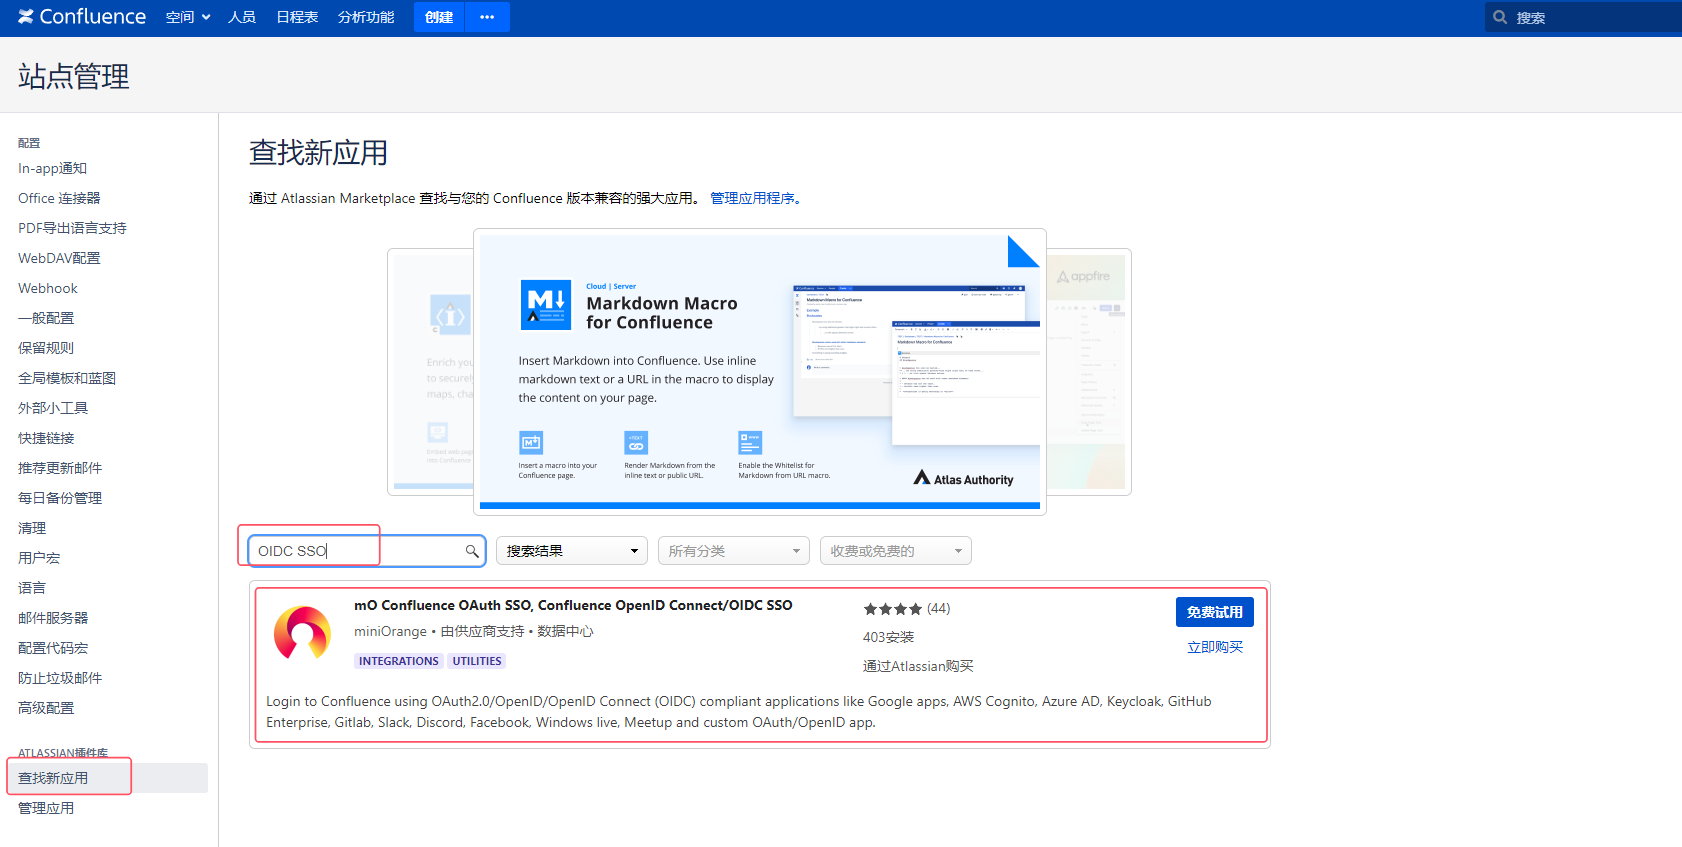 Confluence 空间 人员 日程表 分析功能 创建 ··· 搜索
站点管理
配置
In-app通知
Office 连接器
PDF导出语言支持
WebDAV配置
Webhook
一般配置
保留规则
全局模板和蓝图
外部小工具
快捷链接
推荐更新邮件
每日备份管理
清理
用户宏
语言
邮件服务器
配置代码宏
防止垃圾邮件
高级配置
ATLASSIAN插件库
查找新应用
管理应用
查找新应用
通过 Atlassian Marketplace 查找与您的 Confluence 版本兼容的强大应用。 管理应用程序。
Enrich you
to securely
maps, cha
Embed web page
into Confluence
Cloud | Server
Markdown Macro
for Confluence
Insert Markdown into Confluence. Use inline
markdown text or a URL in the macro to display
the content on your page.
Insert a macro into your
Confluence page.
Render Markdown from the
inline text or public URL.
Enable the Whitelist for
Markdown from URL macro.
Atlas Authority
appfire
OIDC SSO 搜索结果 所有分类 收费或免费的
mO Confluence OAuth SSO, Confluence OpenID Connect/OIDC SSO
miniOrange • 由供应商支持 • 数据中心
INTEGRATIONS UTILITIES
(44)
403安装
通过Atlassian购买
免费试用
立即购买
Login to Confluence using OAuth2.0/OpenID/OpenID Connect (OIDC) compliant applications like Google apps, AWS Cognito, Azure AD, Keycloak, GitHub
Enterprise, Gitlab, Slack, Discord, Facebook, Windows live, Meetup and custom OAuth/OpenID app.